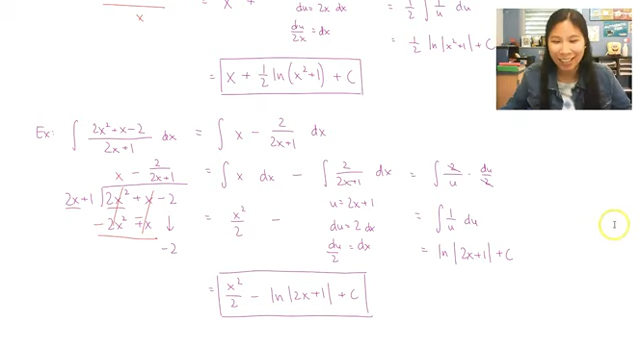 x
= x +
du = 2x dx
du/2x = dx
= 1/2 ∫ 1/u du
= 1/2 ln|x²+1| + C
= x + 1/2 ln(x²+1) + C
Ex: ∫ (2x²+x-2)/(2x+1) dx = ∫ x - 2/(2x+1) dx
x - 2/(2x+1)
2x+1 2x² + x - 2
- 2x² ∓ x ↓
-2
= ∫ x dx - ∫ 2/(2x+1) dx = ∫ 2/u · du/2
u = 2x+1
= x²/2 -
du = 2 dx
= ∫ 1/u du
du/2 = dx
= ln|2x+1| + C
= x²/2 - ln|2x+1| + C